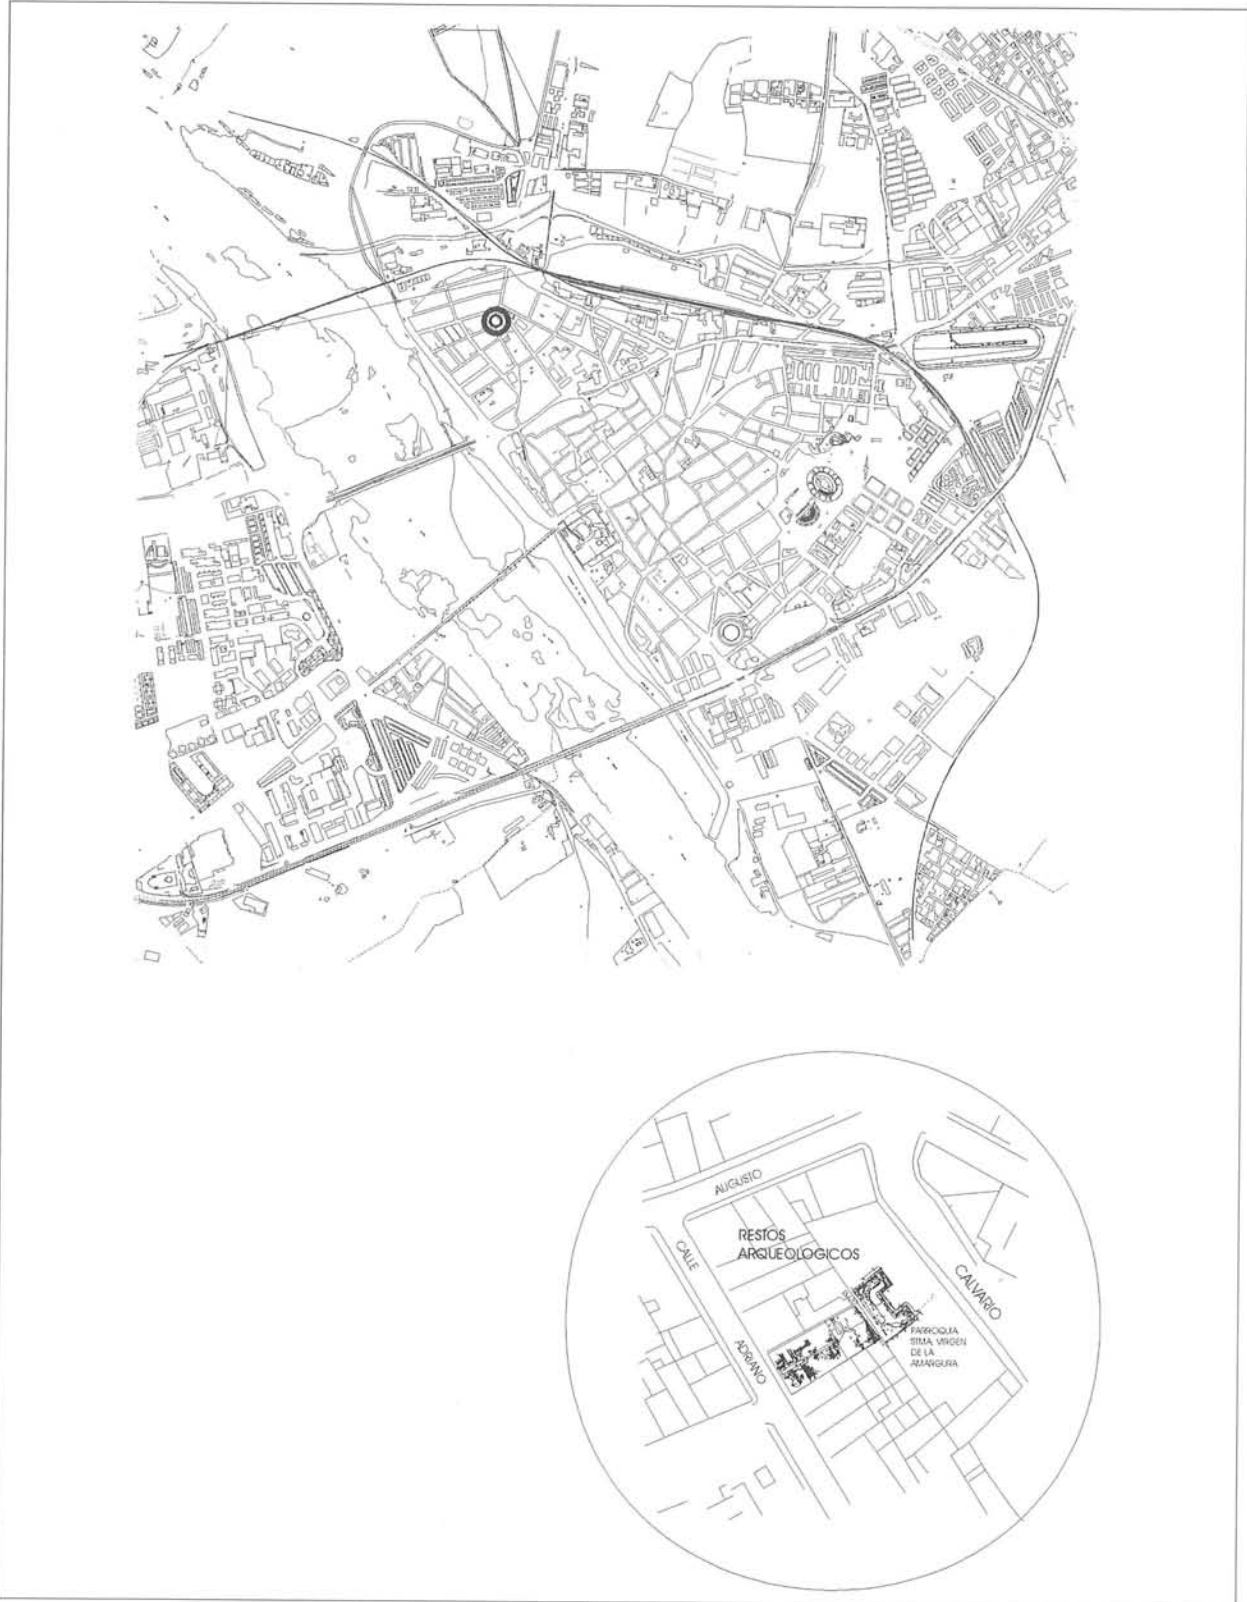 AUGUSTO
RESTOS
ARQUEOLOGICOS
CALLE
ADRIANO
CALVARIO
PARROQUIA
STMA. VIRGEN
DE LA
AMARGURA